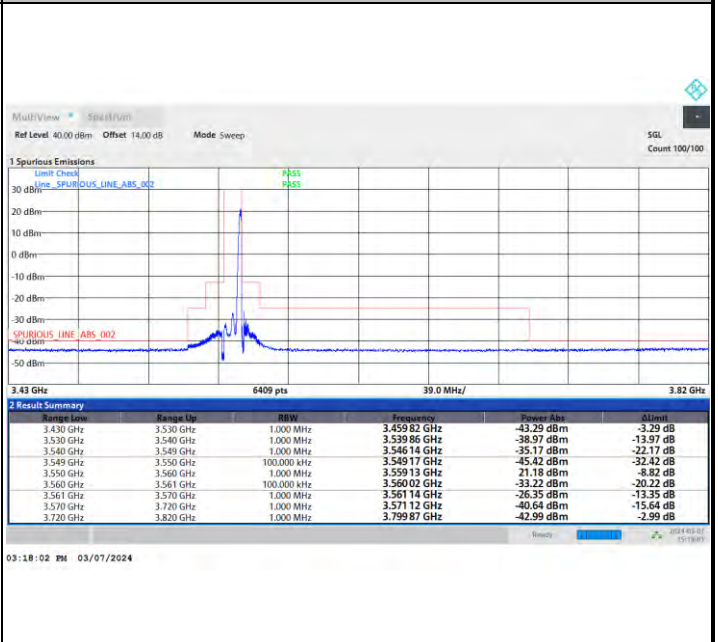 MultiView Spectrum
Ref Level 40.00 dBm Offset 14.00 dB Mode Sweep SGL
Count 100/100
1 Spurious Emissions
Limit Check PASS
Line _SPURIOUS_LINE_ABS_002 PASS
30 dBm
20 dBm
10 dBm
0 dBm
-10 dBm
-20 dBm
-30 dBm
SPURIOUS_LINE_ABS_002
-40 dBm
-50 dBm
3.43 GHz 6409 pts 39.0 MHz/ 3.82 GHz
2 Result Summary
Range Low Range Up RBW Frequency Power Abs ΔLimit
3.430 GHz 3.530 GHz 1.000 MHz 3.459 82 GHz -43.29 dBm -3.29 dB
3.530 GHz 3.540 GHz 1.000 MHz 3.539 86 GHz -38.97 dBm -13.97 dB
3.540 GHz 3.549 GHz 1.000 MHz 3.546 14 GHz -35.17 dBm -22.17 dB
3.549 GHz 3.550 GHz 100.000 kHz 3.549 17 GHz -45.42 dBm -32.42 dB
3.550 GHz 3.560 GHz 1.000 MHz 3.559 13 GHz 21.18 dBm -8.82 dB
3.560 GHz 3.561 GHz 100.000 kHz 3.560 02 GHz -33.22 dBm -20.22 dB
3.561 GHz 3.570 GHz 1.000 MHz 3.561 14 GHz -26.35 dBm -13.35 dB
3.570 GHz 3.720 GHz 1.000 MHz 3.571 12 GHz -40.64 dBm -15.64 dB
3.720 GHz 3.820 GHz 1.000 MHz 3.799 87 GHz -42.99 dBm -2.99 dB
Ready
03:18:02 PM 03/07/2024